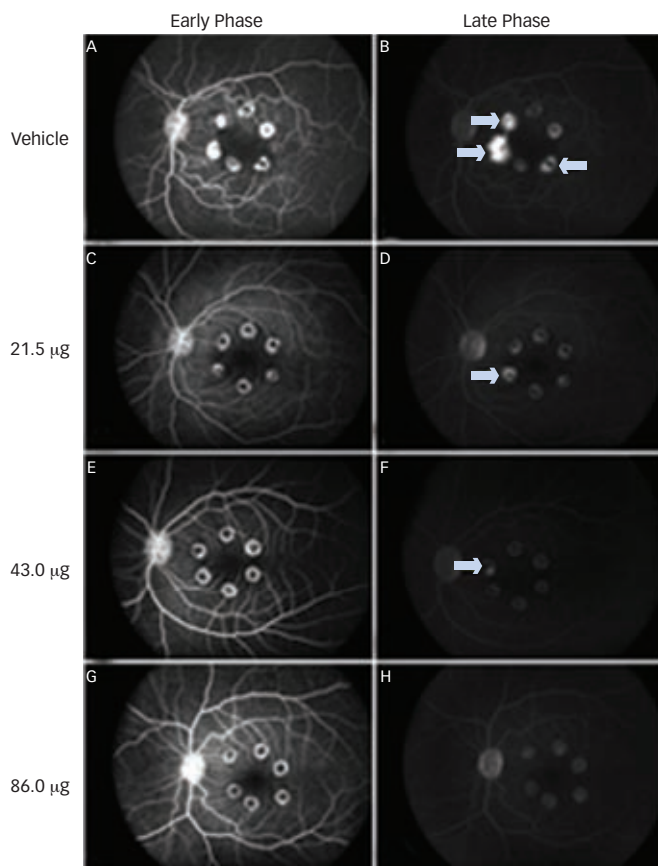 Early Phase Late Phase
A B
Vehicle
C D
21.5 μg
E F
43.0 μg
G H
86.0 μg